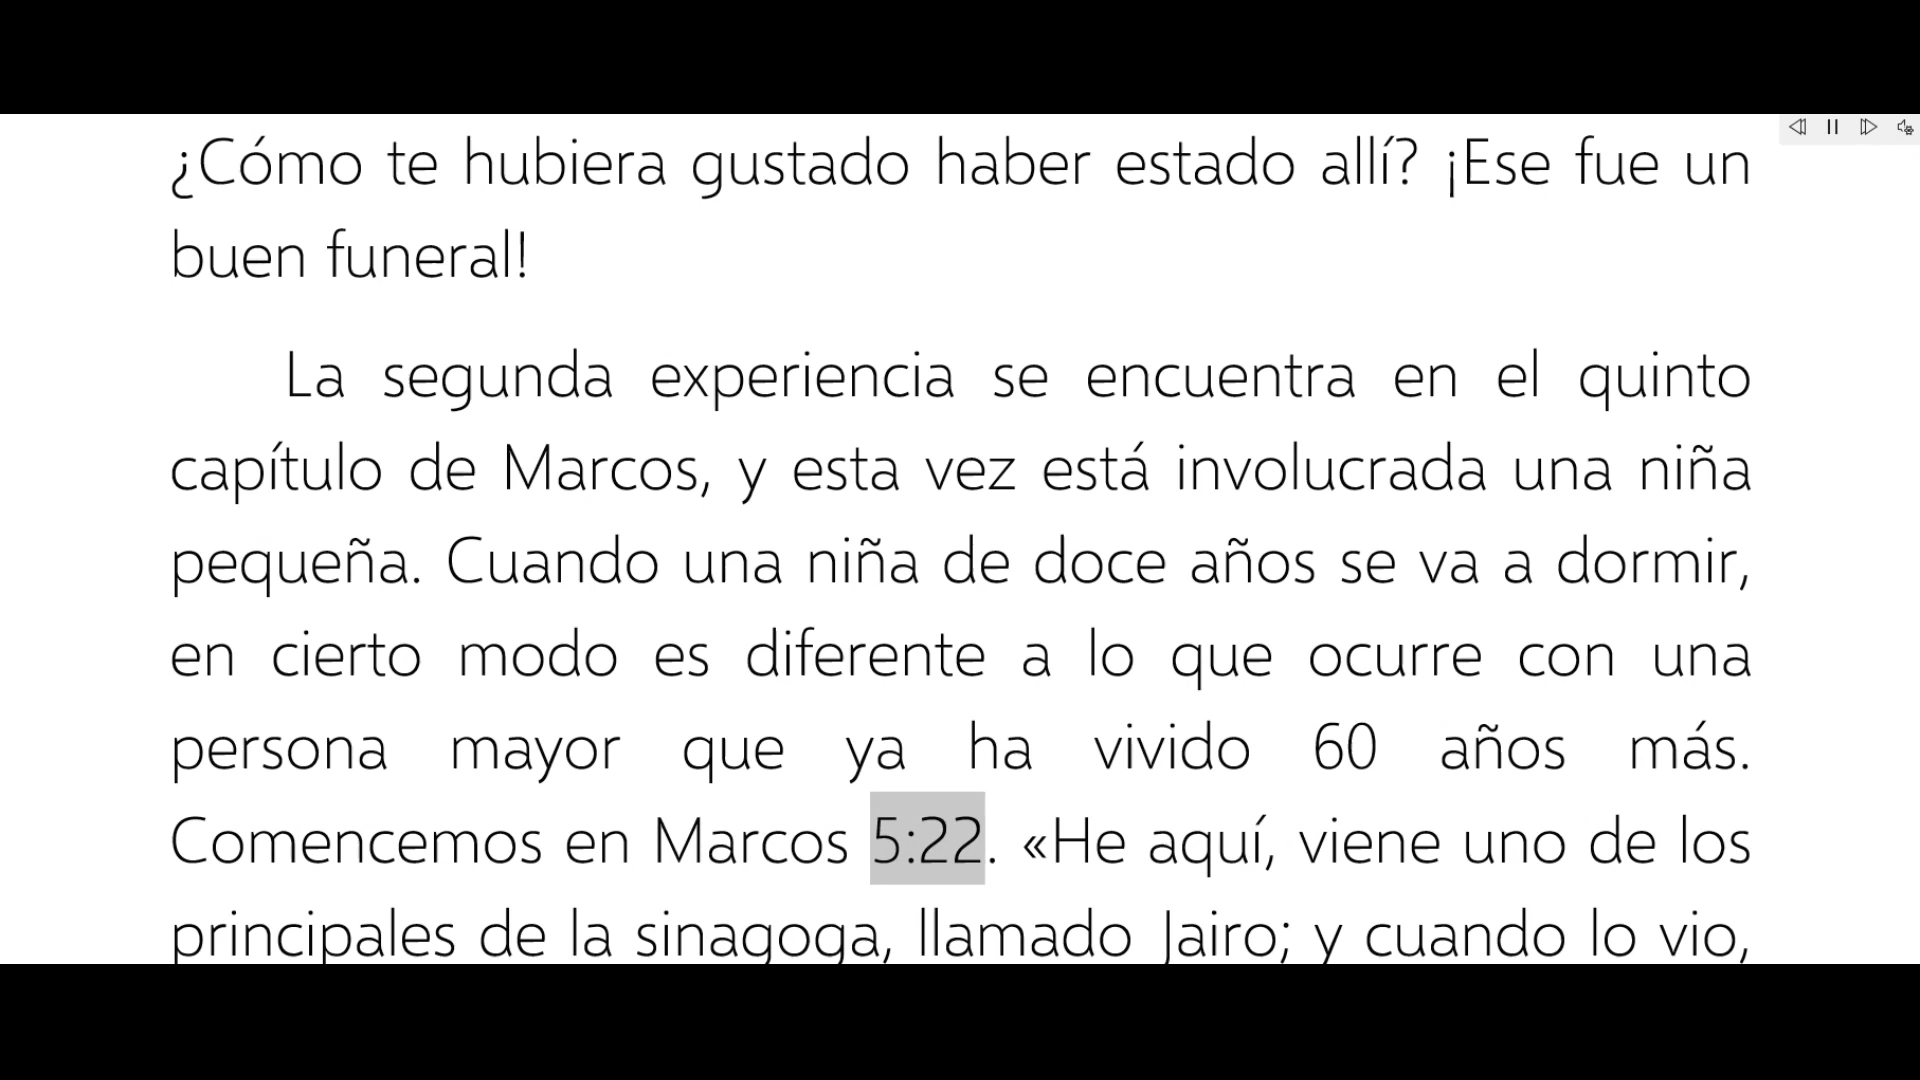 ¿Cómo te hubiera gustado haber estado allí? ¡Ese fue un
buen funeral!
La segunda experiencia se encuentra en el quinto
capítulo de Marcos, y esta vez está involucrada una niña
pequeña. Cuando una niña de doce años se va a dormir,
en cierto modo es diferente a lo que ocurre con una
persona mayor que ya ha vivido 60 años más.
Comencemos en Marcos 5:22. «He aquí, viene uno de los
principales de la sinagoga, llamado Jairo; y cuando lo vio,